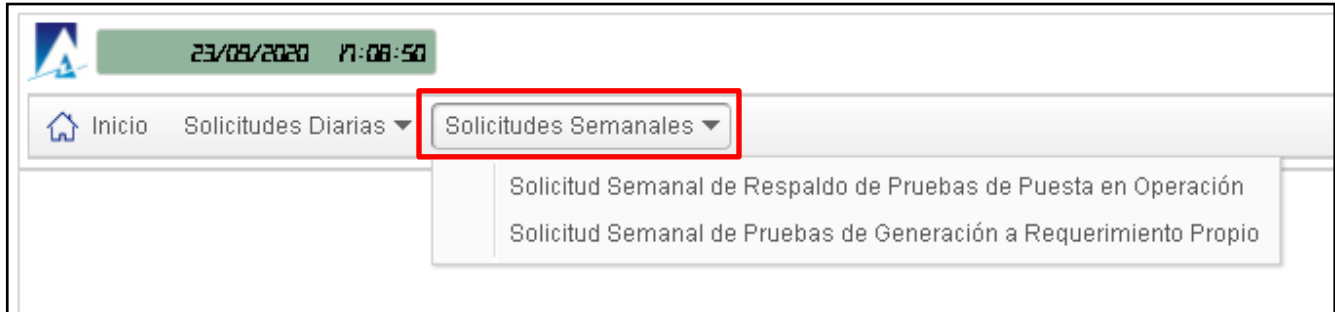 23/09/2020 17:08:50
Inicio Solicitudes Diarias Solicitudes Semanales
Solicitud Semanal de Respaldo de Pruebas de Puesta en Operación
Solicitud Semanal de Pruebas de Generación a Requerimiento Propio